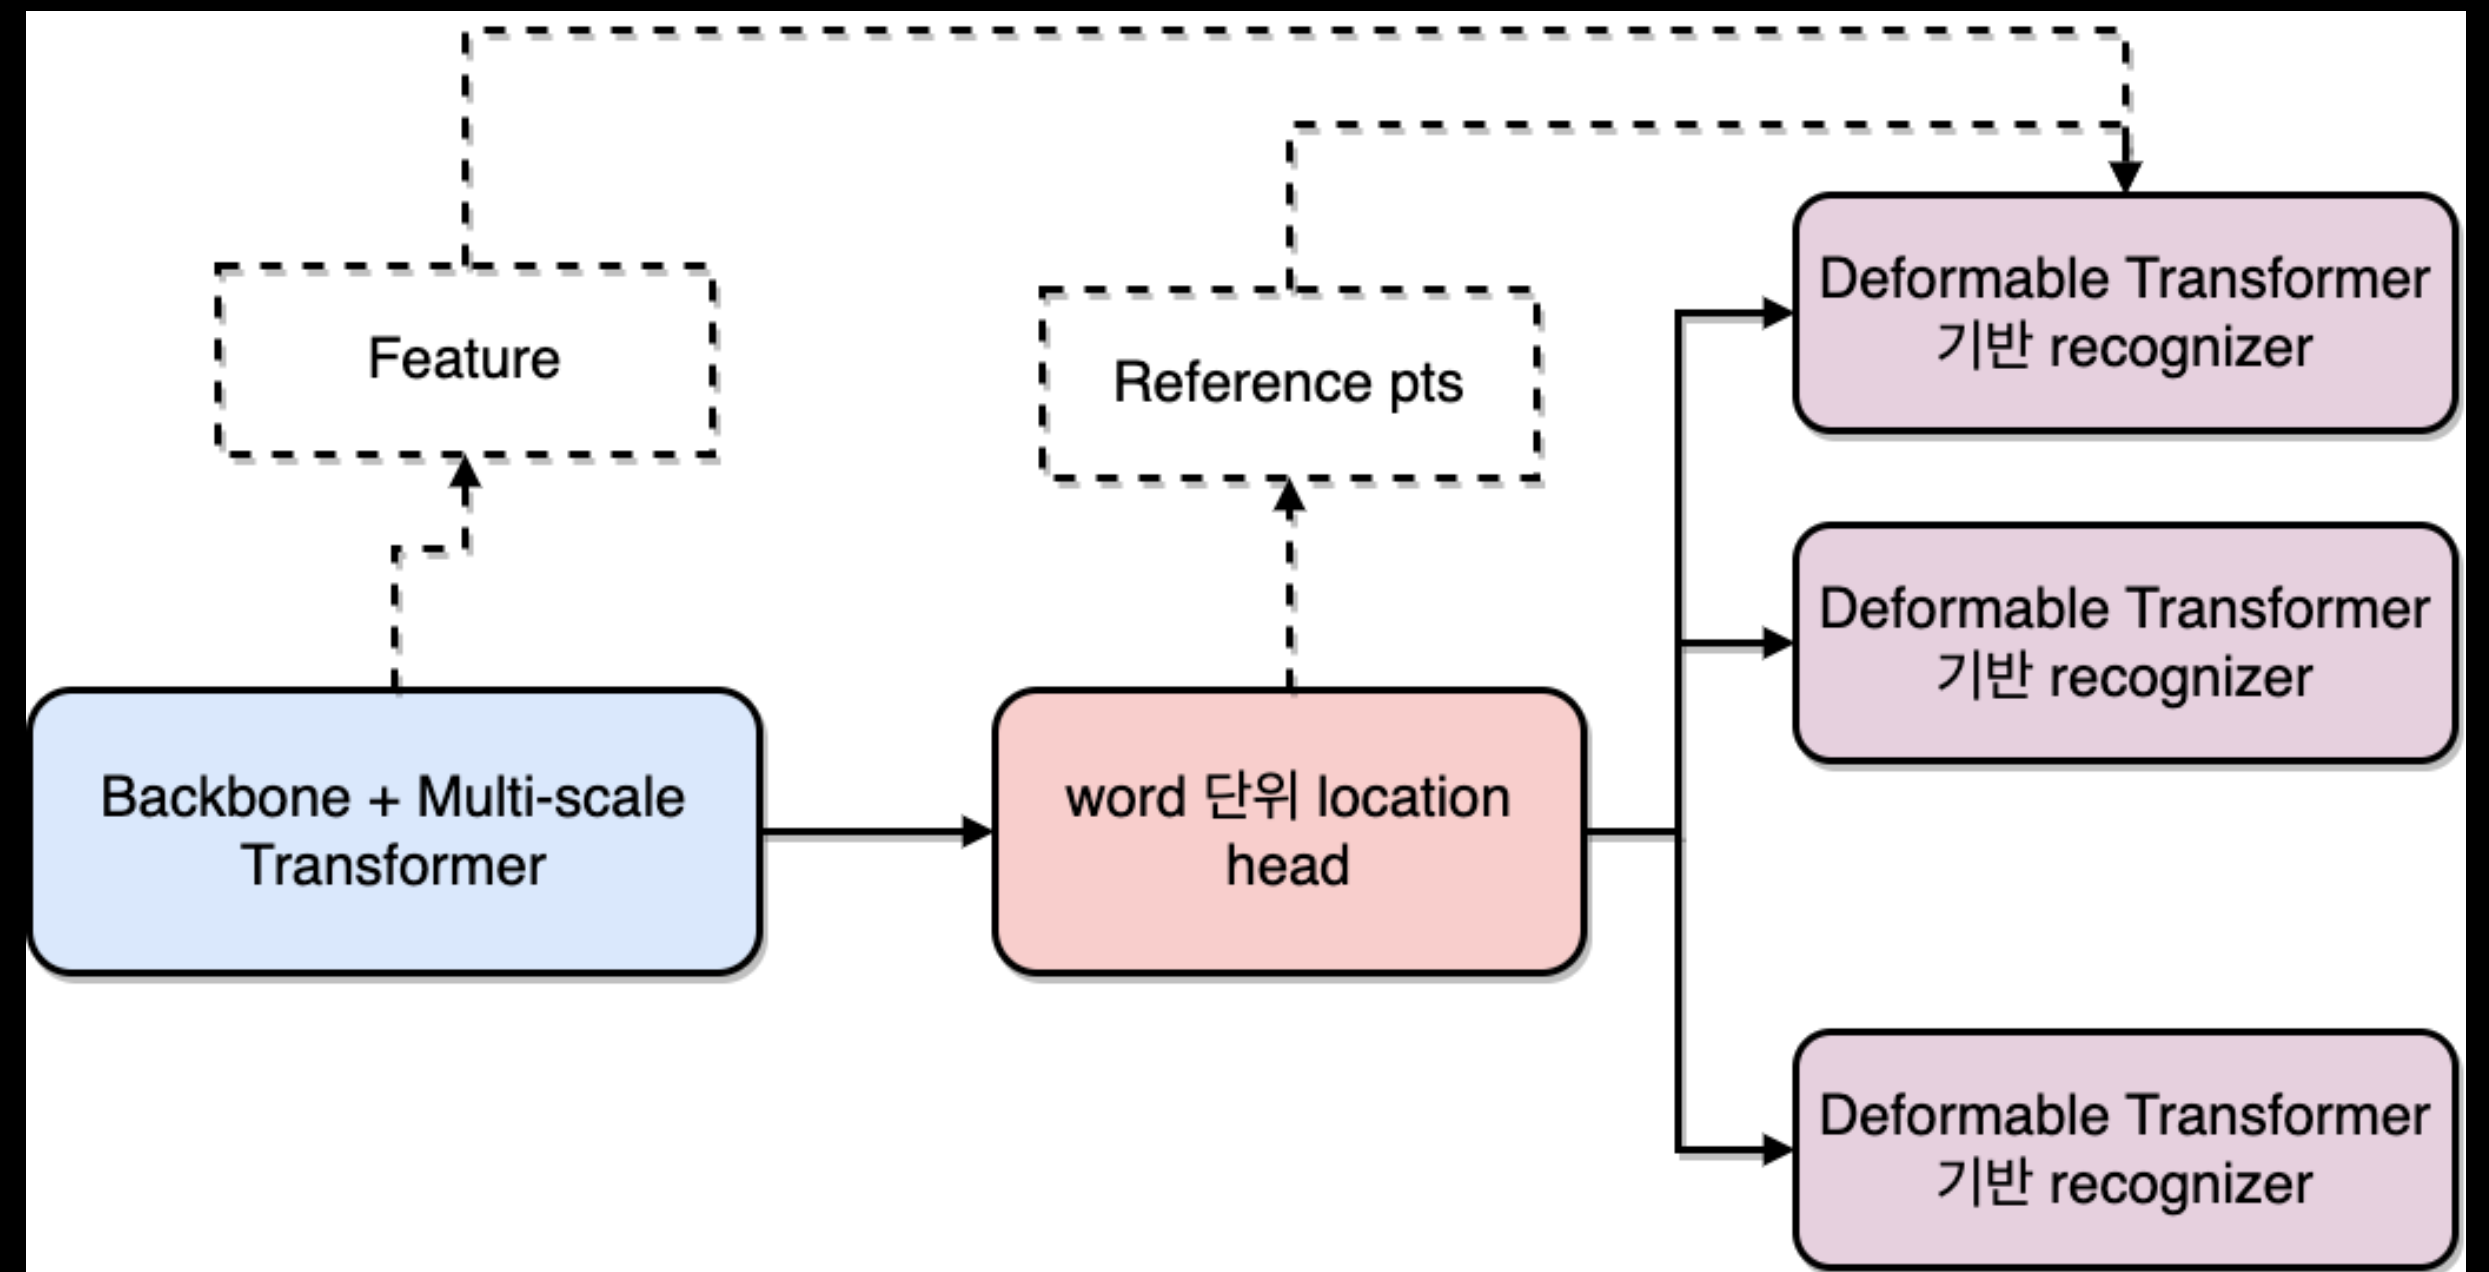 Feature
Reference pts
Deformable Transformer
기반 recognizer
Deformable Transformer
기반 recognizer
Backbone + Multi-scale
Transformer
word 단위 location
head
Deformable Transformer
기반 recognizer